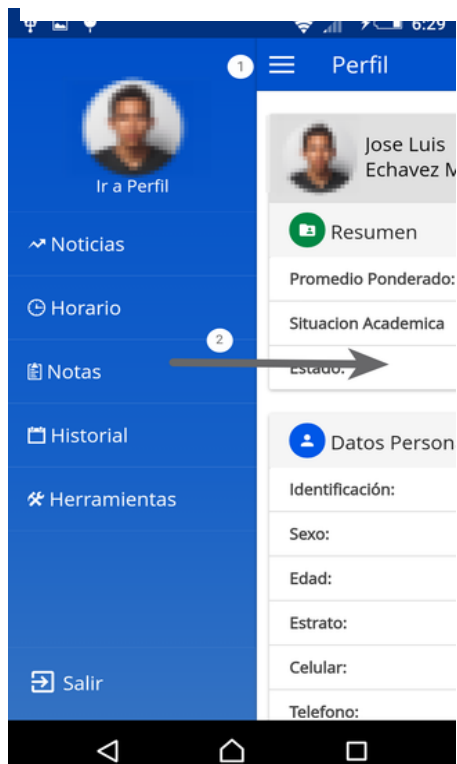 6:29
1
Perfil
Jose Luis
Echavez M
Ir a Perfil
Noticias
Horario
2
Notas
Historial
Herramientas
Salir
Resumen
Promedio Ponderado:
Situacion Academica
Estado:
Datos Person
Identificación:
Sexo:
Edad:
Estrato:
Celular:
Telefono: